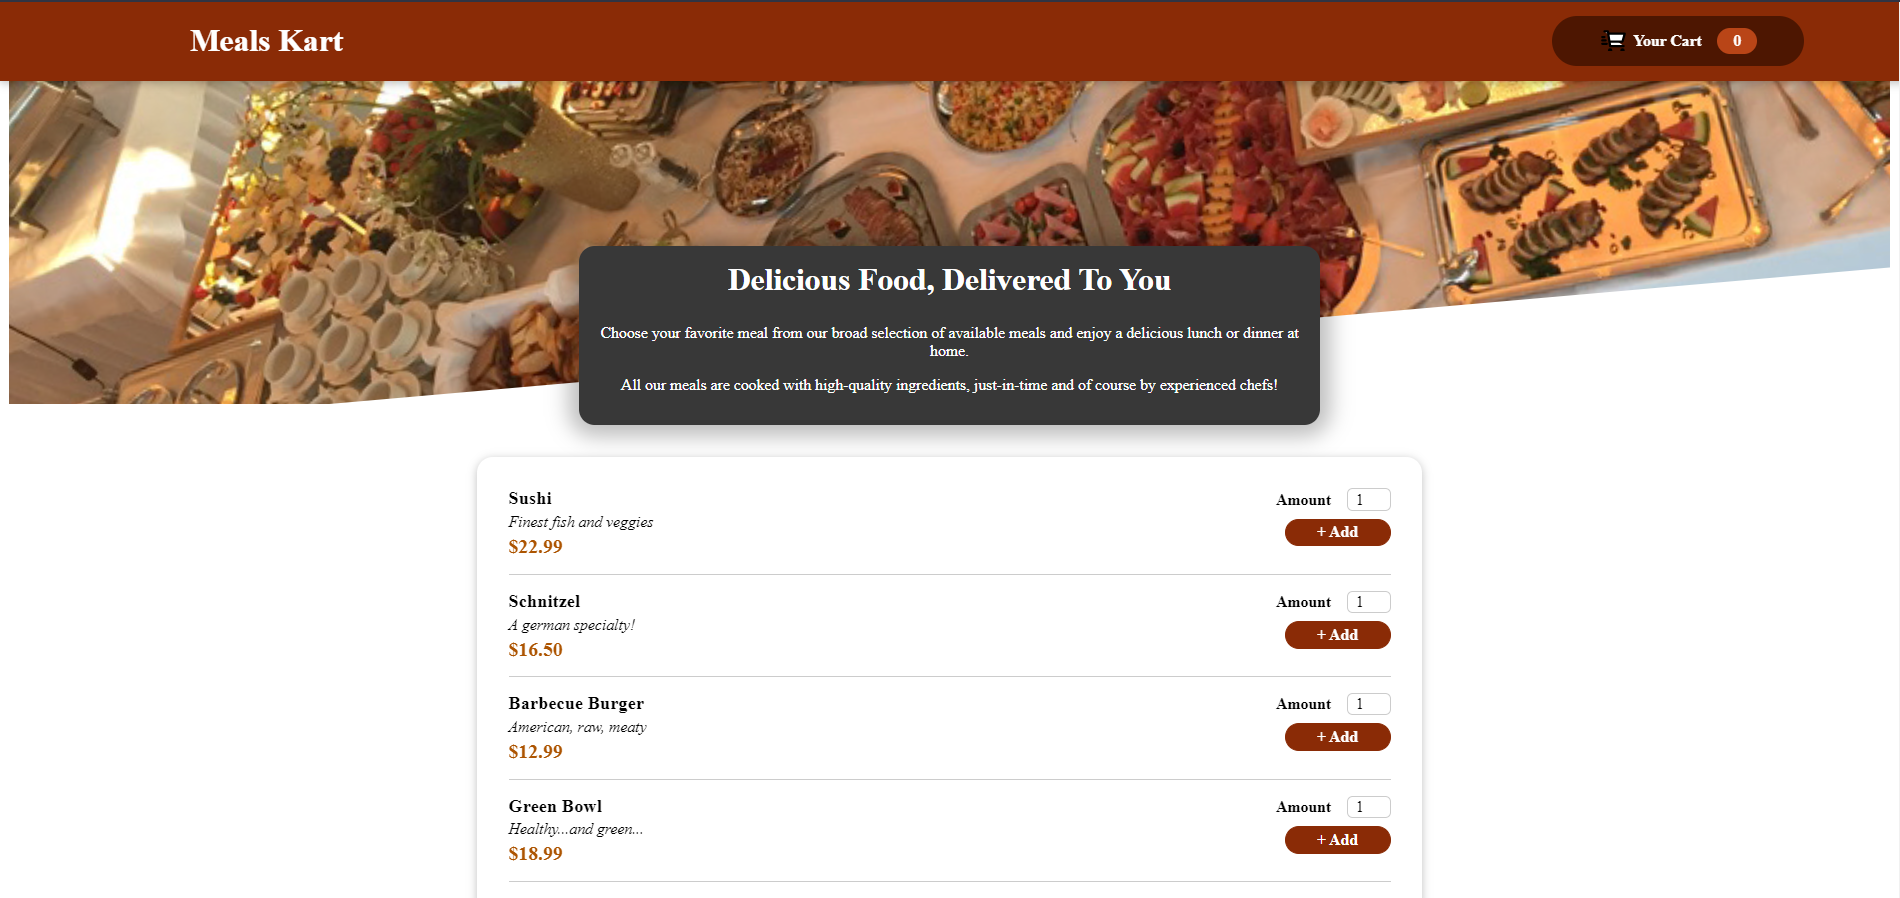 Meals Kart
Your Cart 0
Delicious Food, Delivered To You
Choose your favorite meal from our broad selection of available meals and enjoy a delicious lunch or dinner at
home.
All our meals are cooked with high-quality ingredients, just-in-time and of course by experienced chefs!
Sushi
Finest fish and veggies
$22.99
Amount 1
+ Add
Schnitzel
A german specialty!
$16.50
Amount 1
+ Add
Barbecue Burger
American, raw, meaty
$12.99
Amount 1
+ Add
Green Bowl
Healthy...and green...
$18.99
Amount 1
+ Add